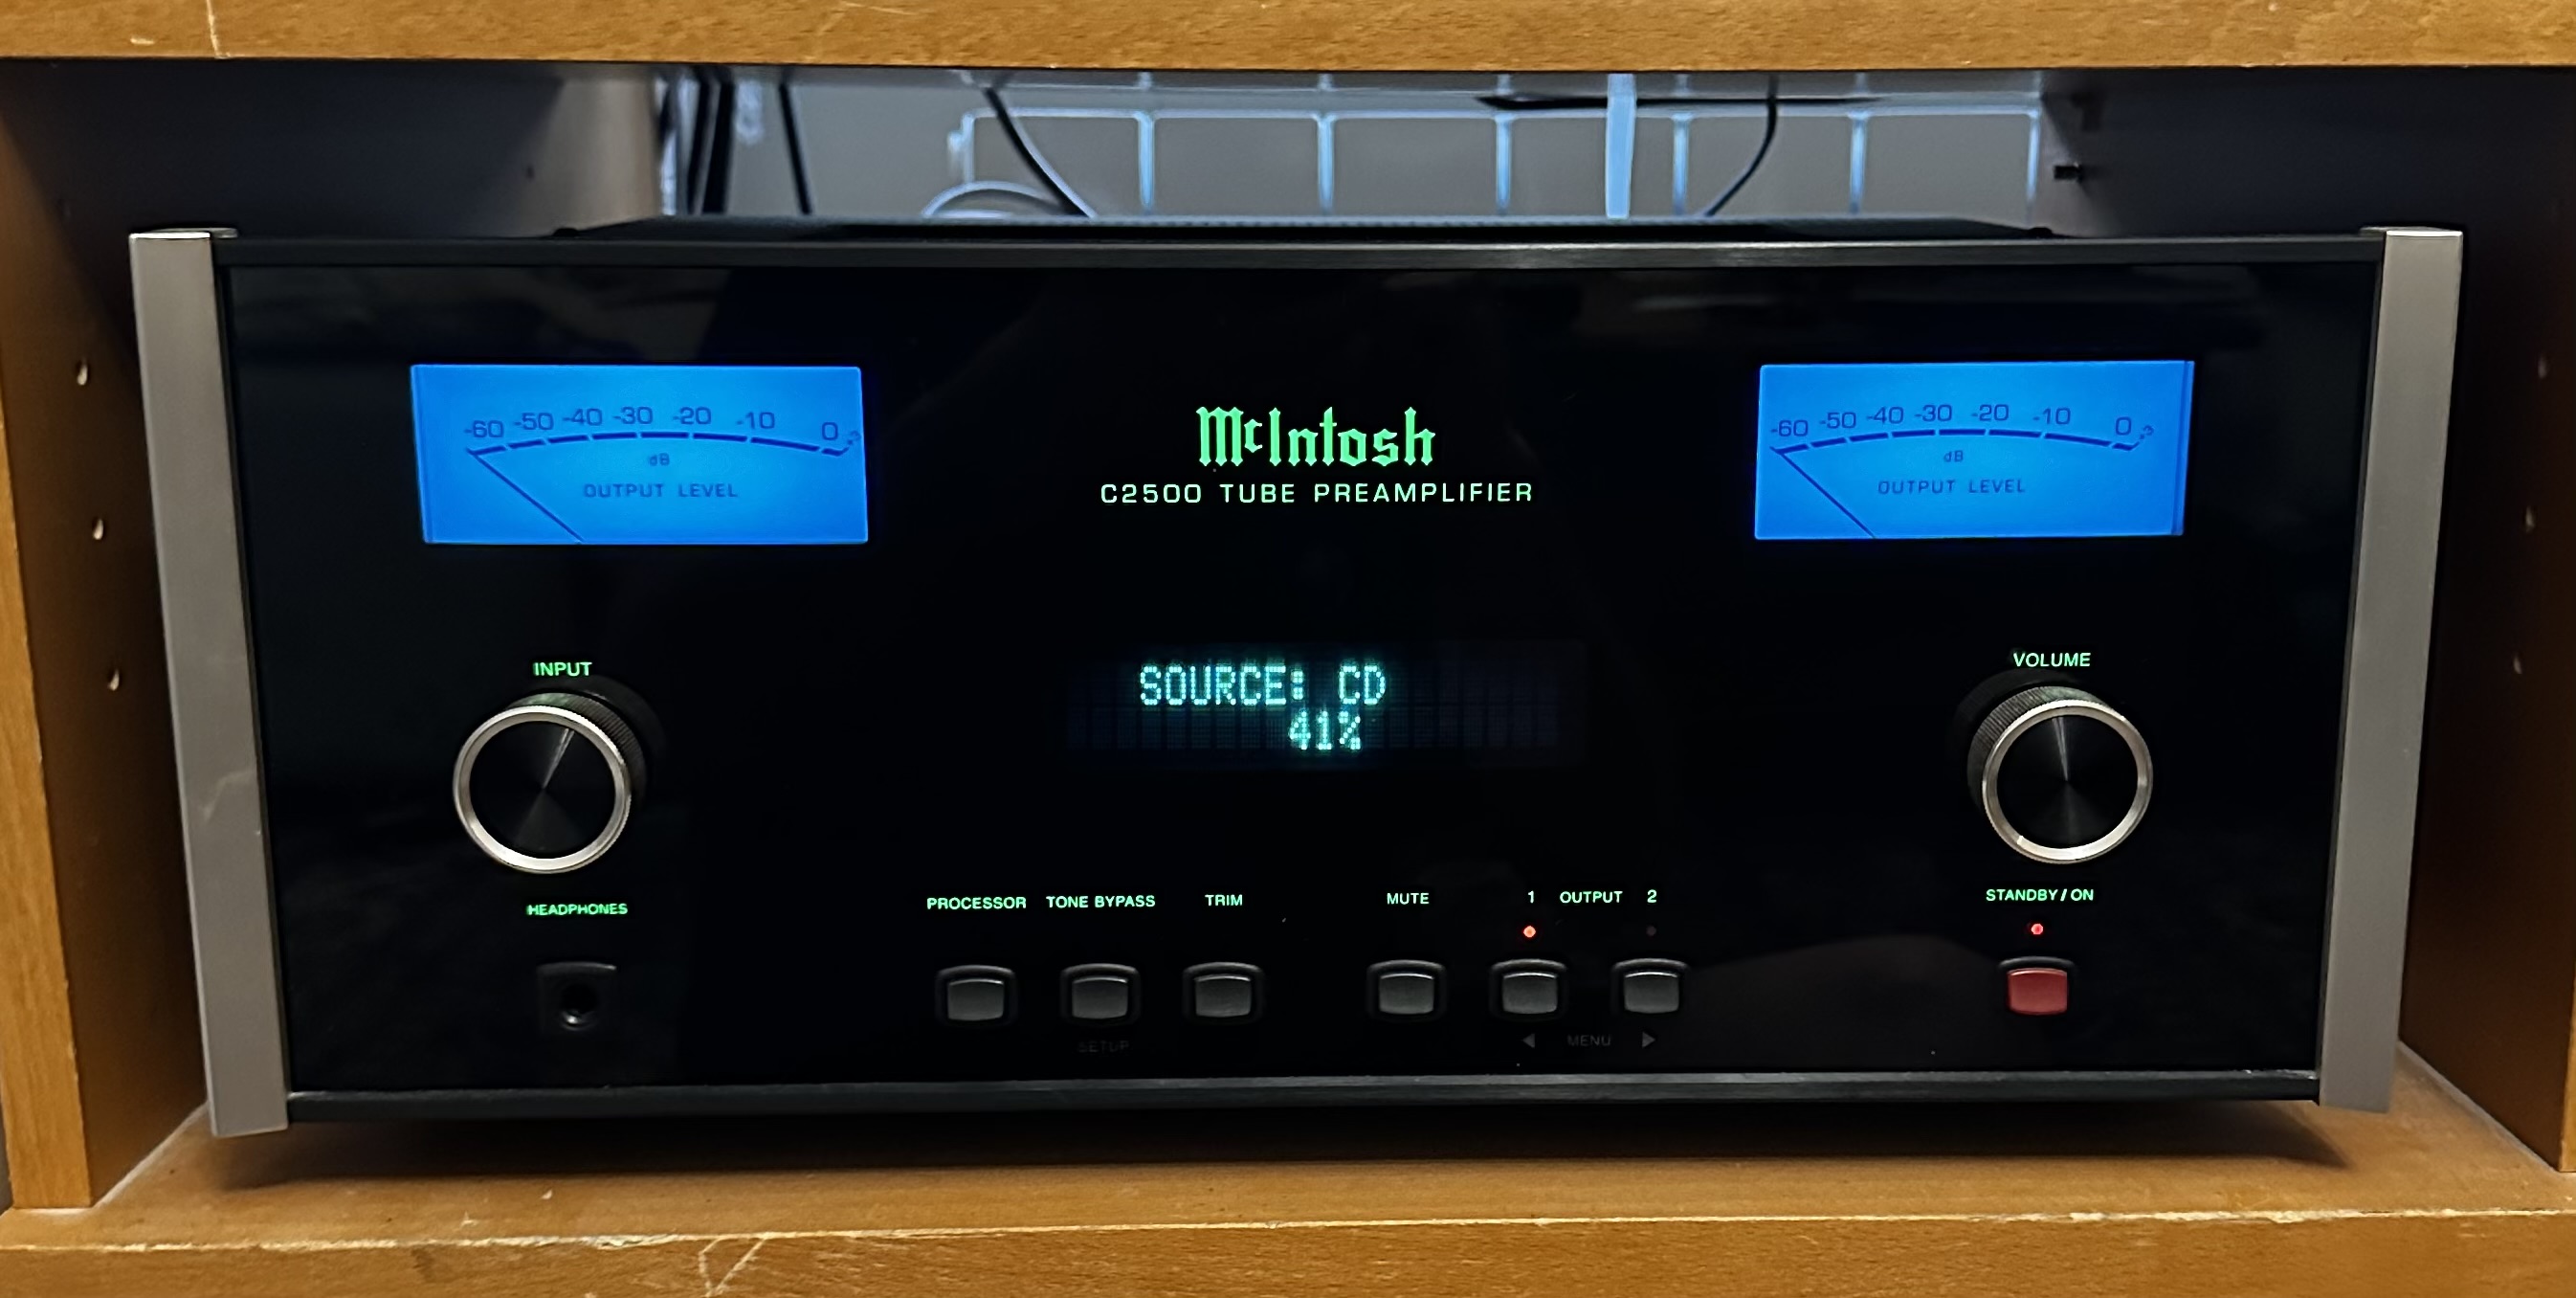 -60 -50 -40 -30 -20 -10 0
dB
OUTPUT LEVEL
McIntosh
C2500 TUBE PREAMPLIFIER
-60 -50 -40 -30 -20 -10 0
dB
OUTPUT LEVEL
INPUT
SOURCE: CD
41%
VOLUME
HEADPHONES
PROCESSOR TONE BYPASS TRIM
MUTE 1 OUTPUT 2
STANDBY / ON
SETUP
◀ MENU ▶